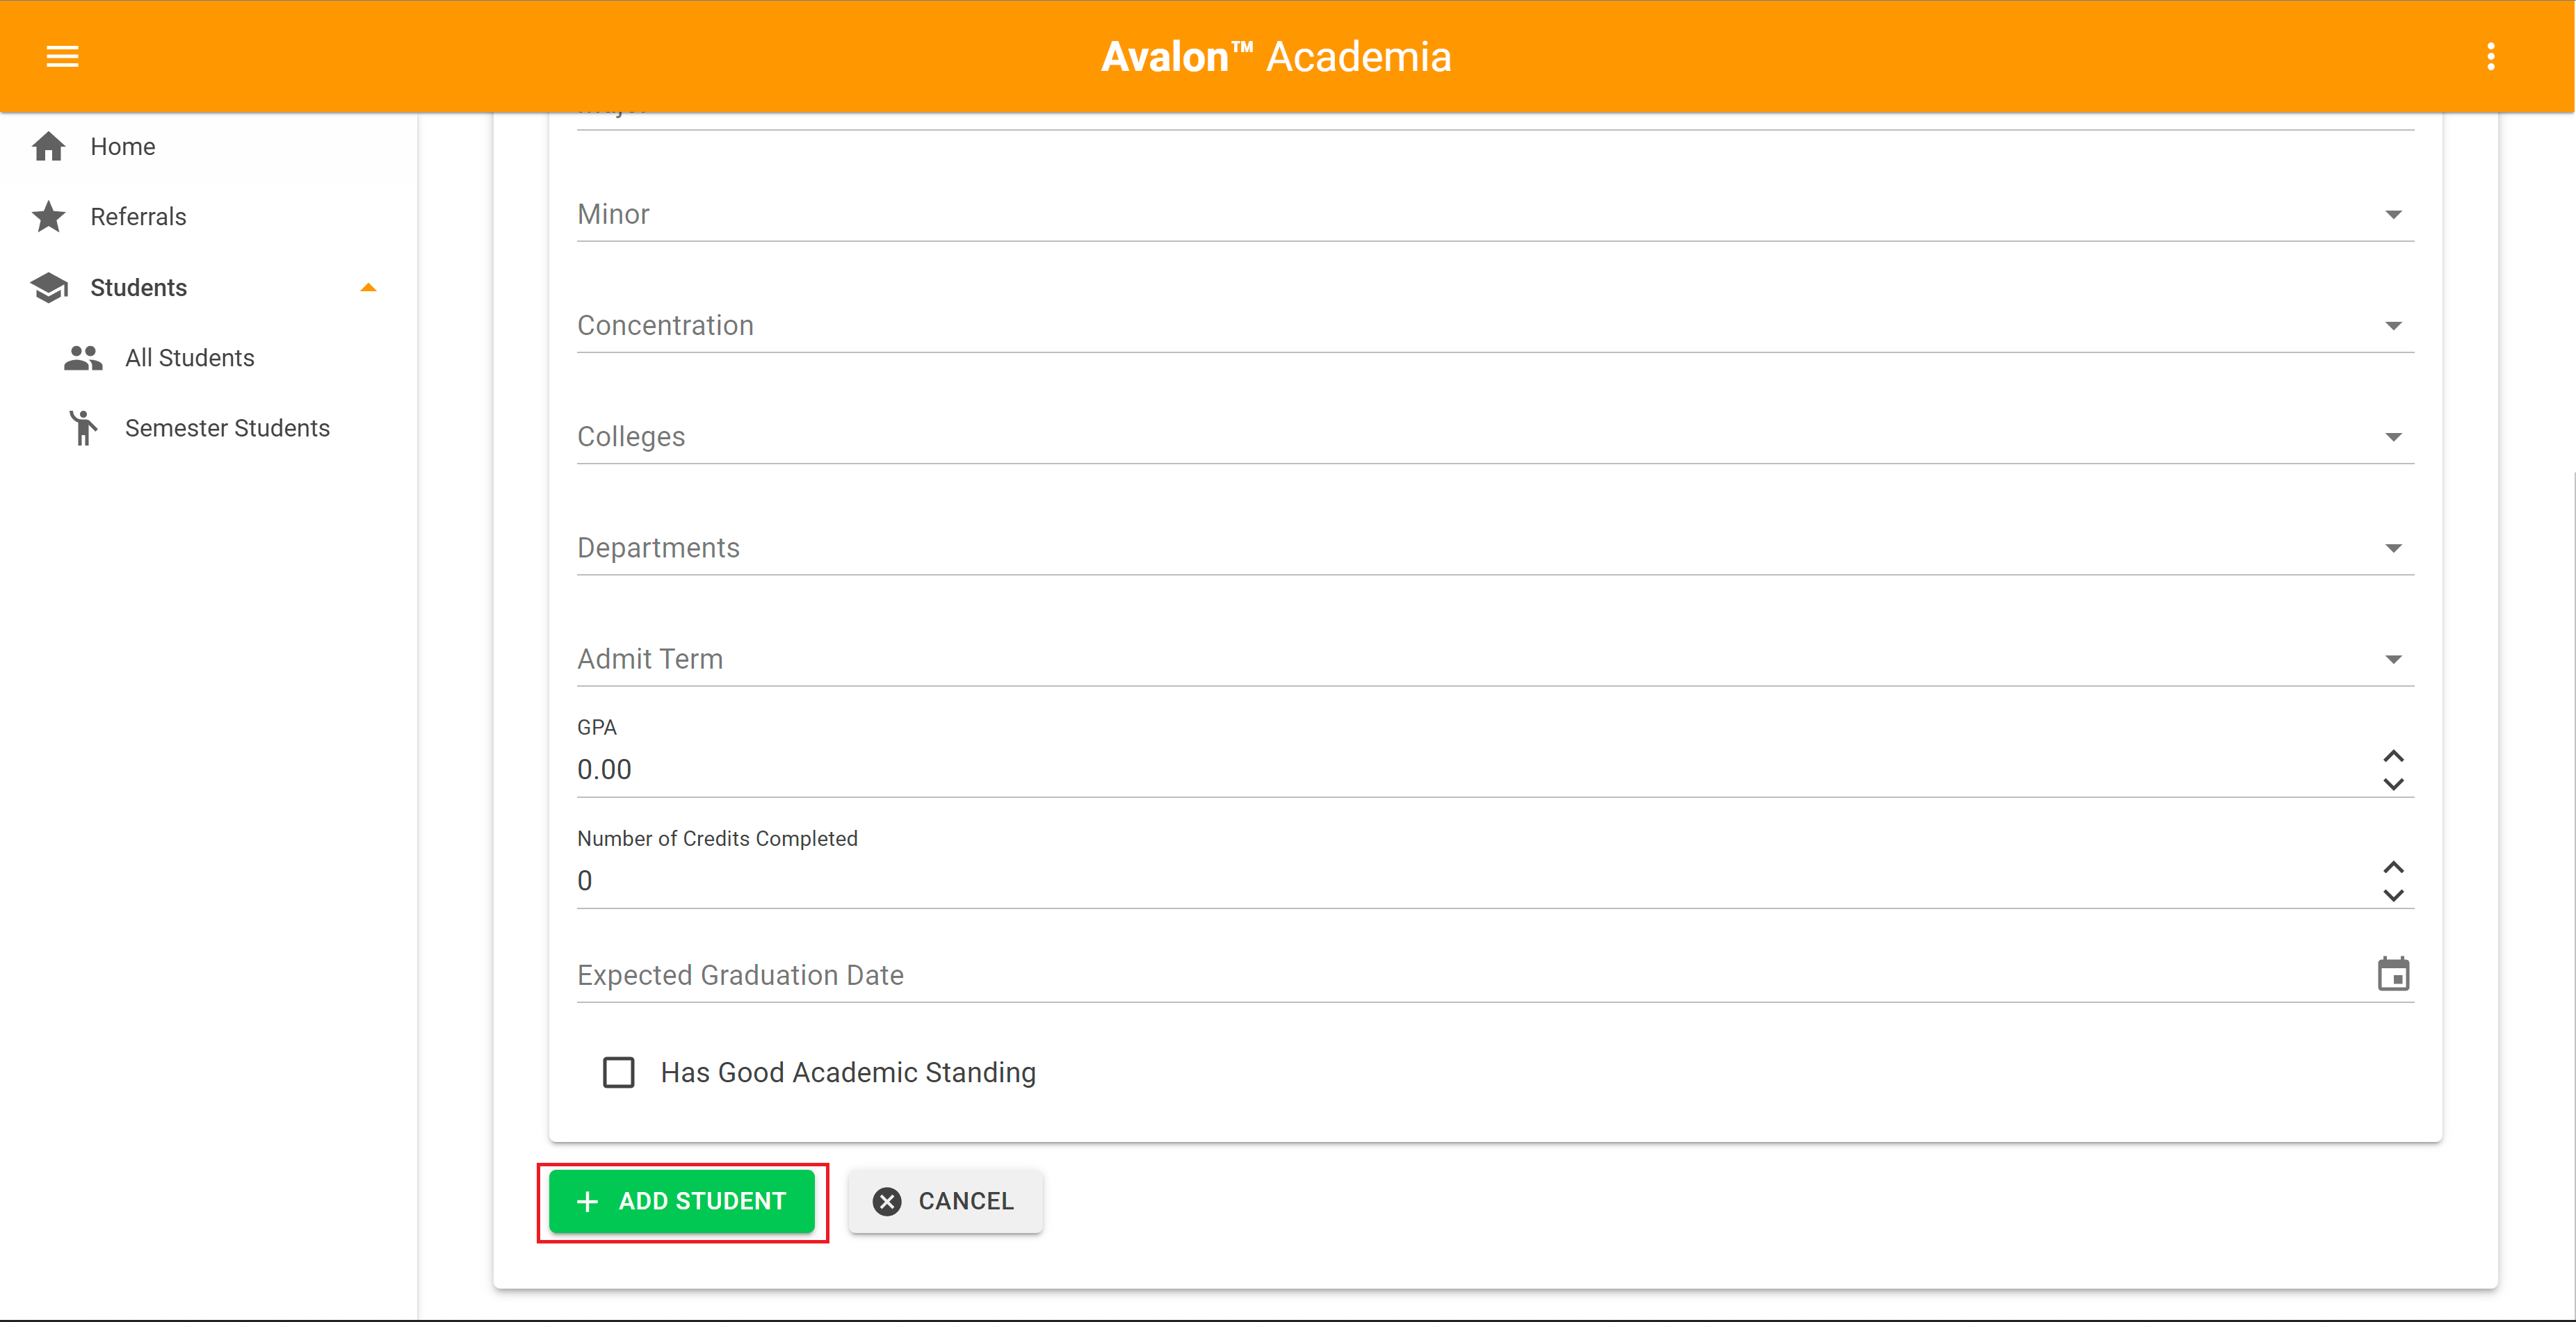 Avalon™ Academia
Home
Referrals
Students
All Students
Semester Students
Minor
Concentration
Colleges
Departments
Admit Term
GPA
0.00
Number of Credits Completed
0
Expected Graduation Date
Has Good Academic Standing
ADD STUDENT
CANCEL